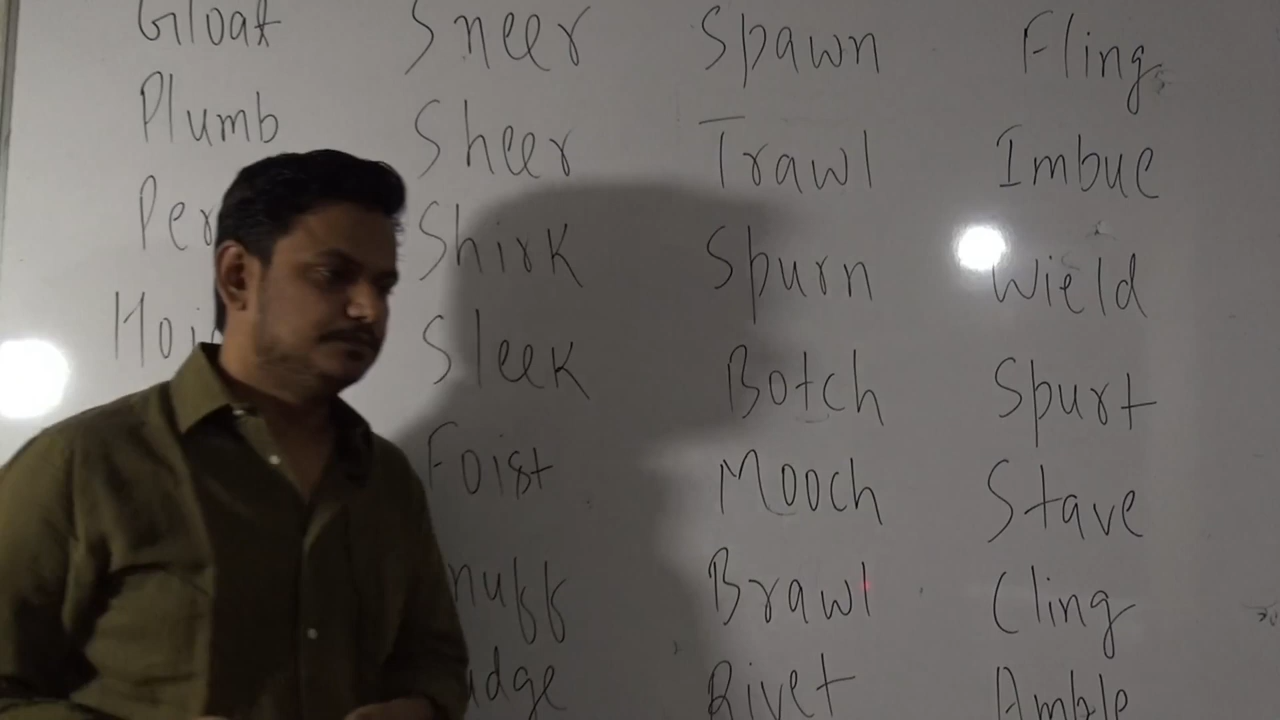 Gloat Sneer Spawn Fling
Plumb Sheer Trawl Imbue
Shirk Spurn Wield
Sleek Botch Spurt
Foist Mooch Stave
Brawl Cling
Rivet Amble